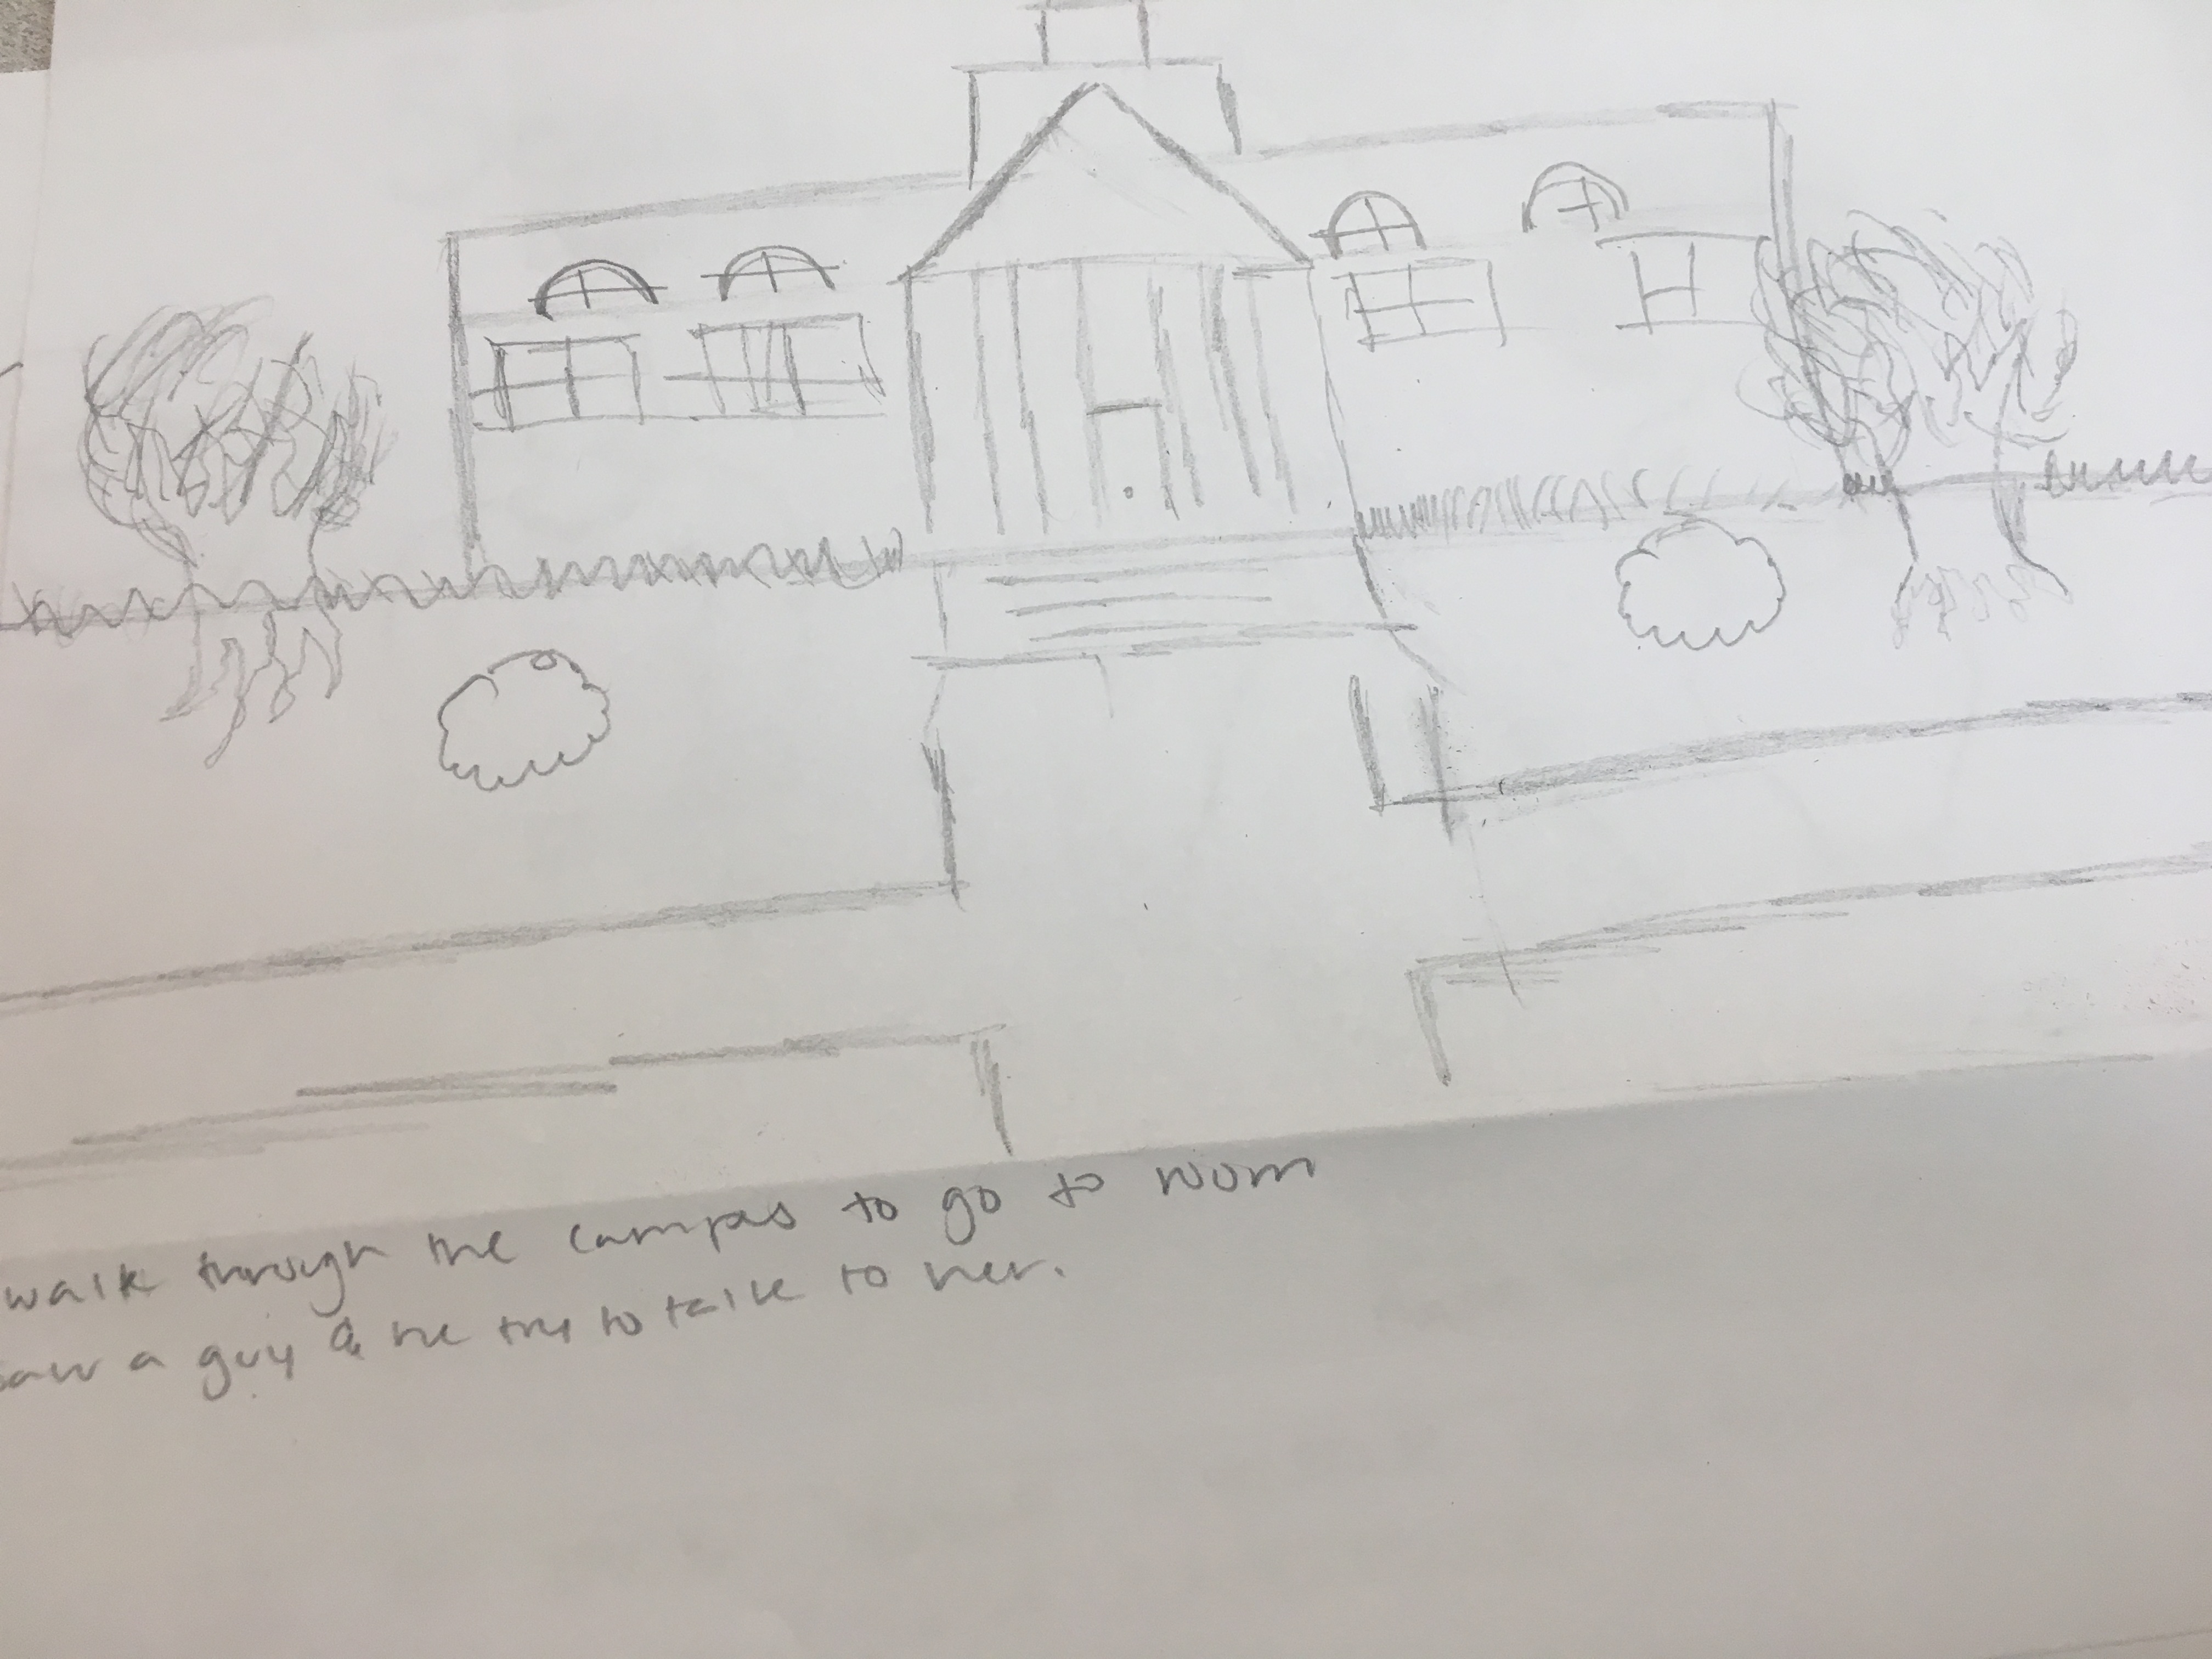 walk through the campus to go to room
saw a guy & he try to talk to her.